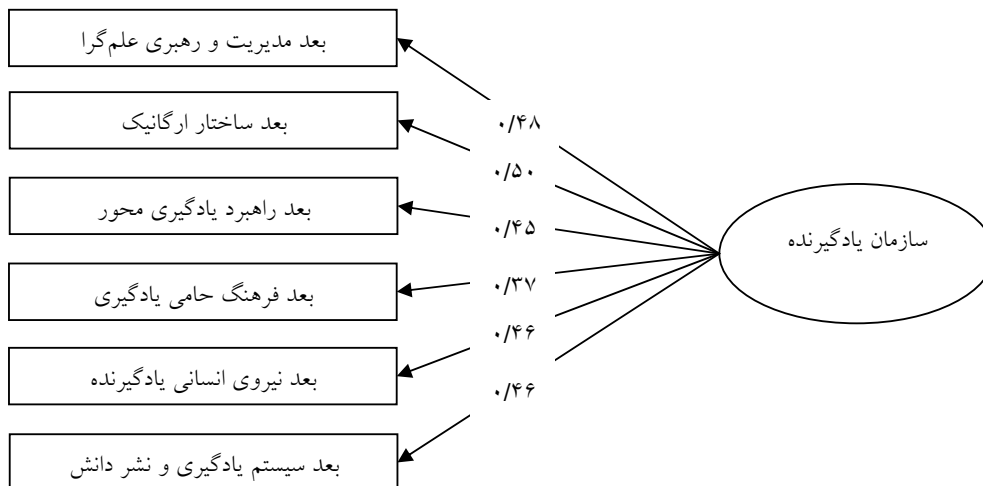 بعد مدیریت و رهبری علم‌گرا
بعد ساختار ارگانیک
بعد راهبرد یادگیری محور
بعد فرهنگ حامی یادگیری
بعد نیروی انسانی یادگیرنده
بعد سیستم یادگیری و نشر دانش
۰/۴۸
۰/۵۰
۰/۴۵
۰/۳۷
۰/۴۶
۰/۴۶
سازمان یادگیرنده